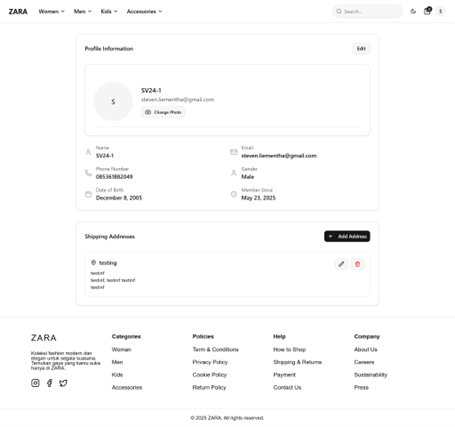 ZARA Women Men Kids Accessories Search... S
Profile Information Edit
S
SV24-1
steven.liementha@gmail.com
Change Photo
Name
SV24-1
Email
steven.liementha@gmail.com
Phone Number
085361882049
Gender
Male
Date of Birth
December 8, 2005
Member Since
May 23, 2025
Shipping Addresses + Add Address
testing
testinf
testinf, testinf testinf
testinf
ZARA
Koleksi fashion modern dan
elegan untuk segala suasana.
Temukan gaya yang kamu suka
hanya di ZARA.
Categories
Woman
Men
Kids
Accessories
Policies
Term & Conditions
Privacy Policy
Cookie Policy
Return Policy
Help
How to Shop
Shipping & Returns
Payment
Contact Us
Company
About Us
Careers
Sustainability
Press
© 2025 ZARA. All rights reserved.